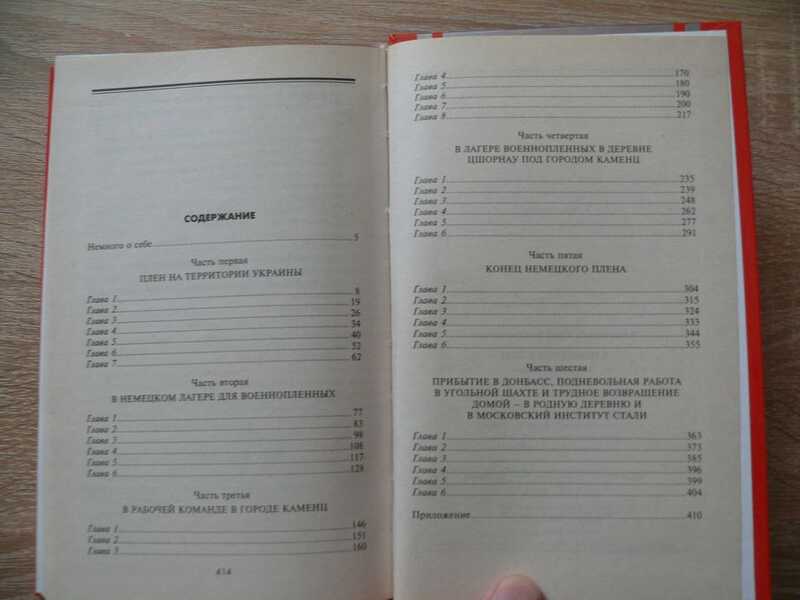 СОДЕРЖАНИЕ
Немного о себе 5
Часть первая
ПЛЕН НА ТЕРРИТОРИИ УКРАИНЫ
Глава 1 8
Глава 2 19
Глава 3 26
Глава 4 34
Глава 5 40
Глава 6 52
Глава 7 62
Часть вторая
В НЕМЕЦКОМ ЛАГЕРЕ ДЛЯ ВОЕННОПЛЕННЫХ
Глава 1 77
Глава 2 83
Глава 3 98
Глава 4 108
Глава 5 117
Глава 6 128
Часть третья
В РАБОЧЕЙ КОМАНДЕ В ГОРОДЕ КАМЕНЦ
Глава 1 146
Глава 2 151
Глава 3 160
414
Глава 4 170
Глава 5 180
Глава 6 190
Глава 7 200
Глава 8 217
Часть четвертая
В ЛАГЕРЕ ВОЕННОПЛЕННЫХ В ДЕРЕВНЕ
ЦШОРНАУ ПОД ГОРОДОМ КАМЕНЦ
Глава 1 235
Глава 2 239
Глава 3 248
Глава 4 262
Глава 5 277
Глава 6 291
Часть пятая
КОНЕЦ НЕМЕЦКОГО ПЛЕНА
Глава 1 304
Глава 2 315
Глава 3 324
Глава 4 333
Глава 5 344
Глава 6 355
Часть шестая
ПРИБЫТИЕ В ДОНБАСС, ПОДНЕВОЛЬНАЯ РАБОТА
В УГОЛЬНОЙ ШАХТЕ И ТРУДНОЕ ВОЗВРАЩЕНИЕ
ДОМОЙ – В РОДНУЮ ДЕРЕВНЮ И
В МОСКОВСКИЙ ИНСТИТУТ СТАЛИ
Глава 1 363
Глава 2 373
Глава 3 385
Глава 4 396
Глава 5 399
Глава 6 404
Приложение 410